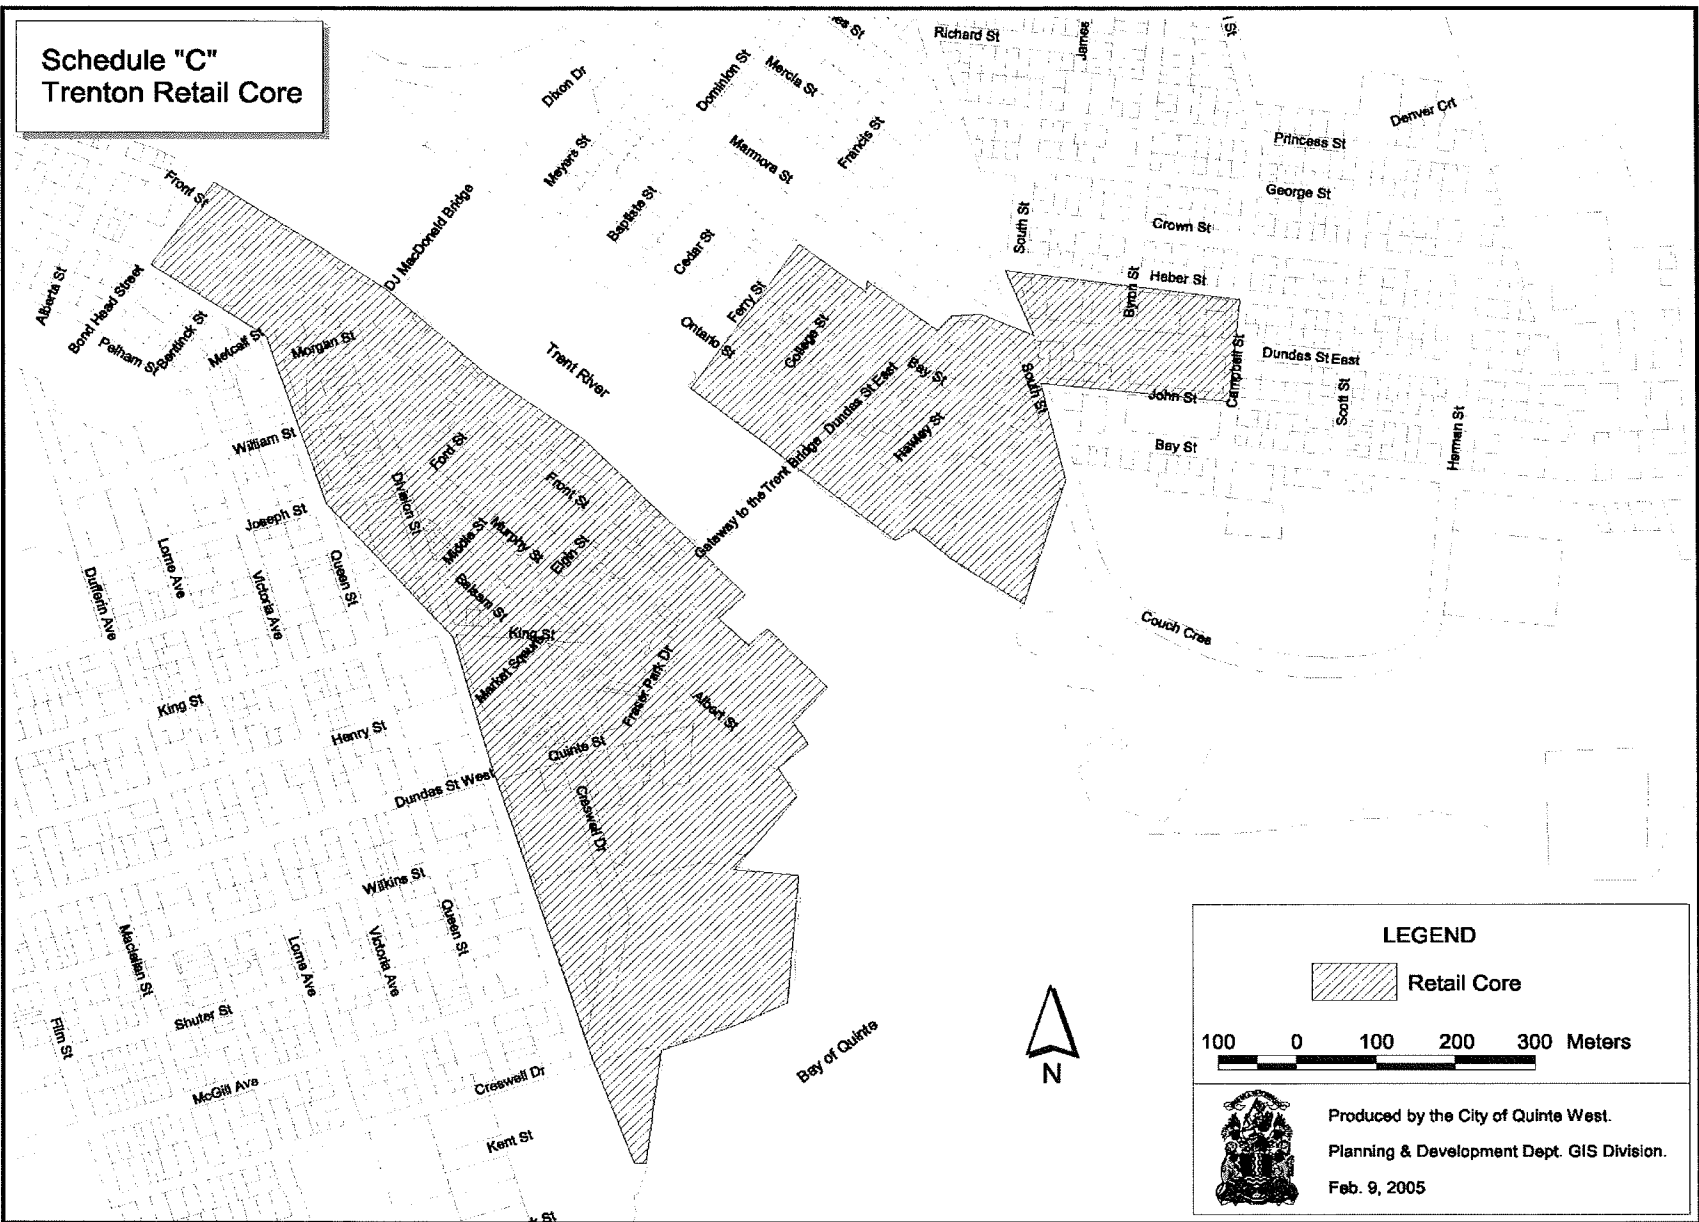 Schedule "C"
Trenton Retail Core
Richard St
James
Dixon Dr
Dominion St
Mercia St
Denver Crt
Meyers St
Marmora St
Francis St
Princess St
Front St
Baptiste St
George St
DJ MacDonald Bridge
South St
Crown St
Cedar St
Heber St
Byron St
Alberta St
Bond Head Street
Ferry St
Ontario St
College St
Pelham St
Bentinck St
Metcalf St
Morgan St
Trent River
Bay St
Dundas St East
Campbell St
Dundas St East
South St
John St
Scott St
William St
Ford St
Hawley St
Bay St
Herman St
Gateway to the Trent Bridge
Division St
Front St
Joseph St
Middle St
Murphy St
Elgin St
Lorne Ave
Queen St
Dufferin Ave
Victoria Ave
Balsam St
King St
Market Sqaure
Couch Cres
Fraser Park Dr
Albert St
King St
Henry St
Quinte St
Dundas St West
Creswell Dr
Wilkins St
Queen St
Maclellan St
Lorne Ave
Victoria Ave
Shuter St
Film St
McGill Ave
Creswell Dr
Kent St
Bay of Quinte
N
LEGEND
Retail Core
100 0 100 200 300 Meters
Produced by the City of Quinte West.
Planning & Development Dept. GIS Division.
Feb. 9, 2005